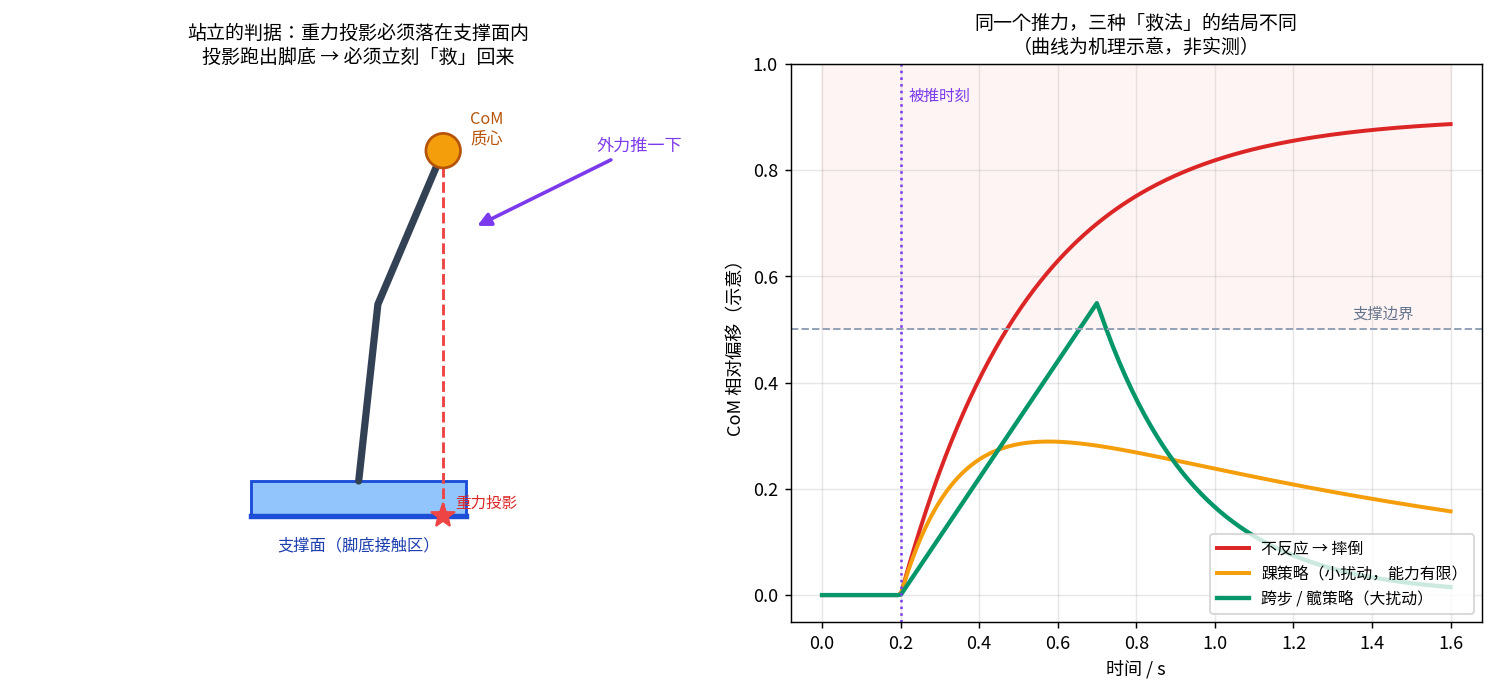 站立的判据：重力投影必须落在支撑面内
投影跑出脚底 → 必须立刻「救」回来
CoM
质心
外力推一下
重力投影
支撑面（脚底接触区）
同一个推力，三种「救法」的结局不同
（曲线为机理示意，非实测）
被推时刻
支撑边界
CoM 相对偏移（示意）
1.0
0.8
0.6
0.4
0.2
0.0
不反应 → 摔倒
踝策略（小扰动，能力有限）
跨步 / 髋策略（大扰动）
0.0 0.2 0.4 0.6 0.8 1.0 1.2 1.4 1.6
时间 / s